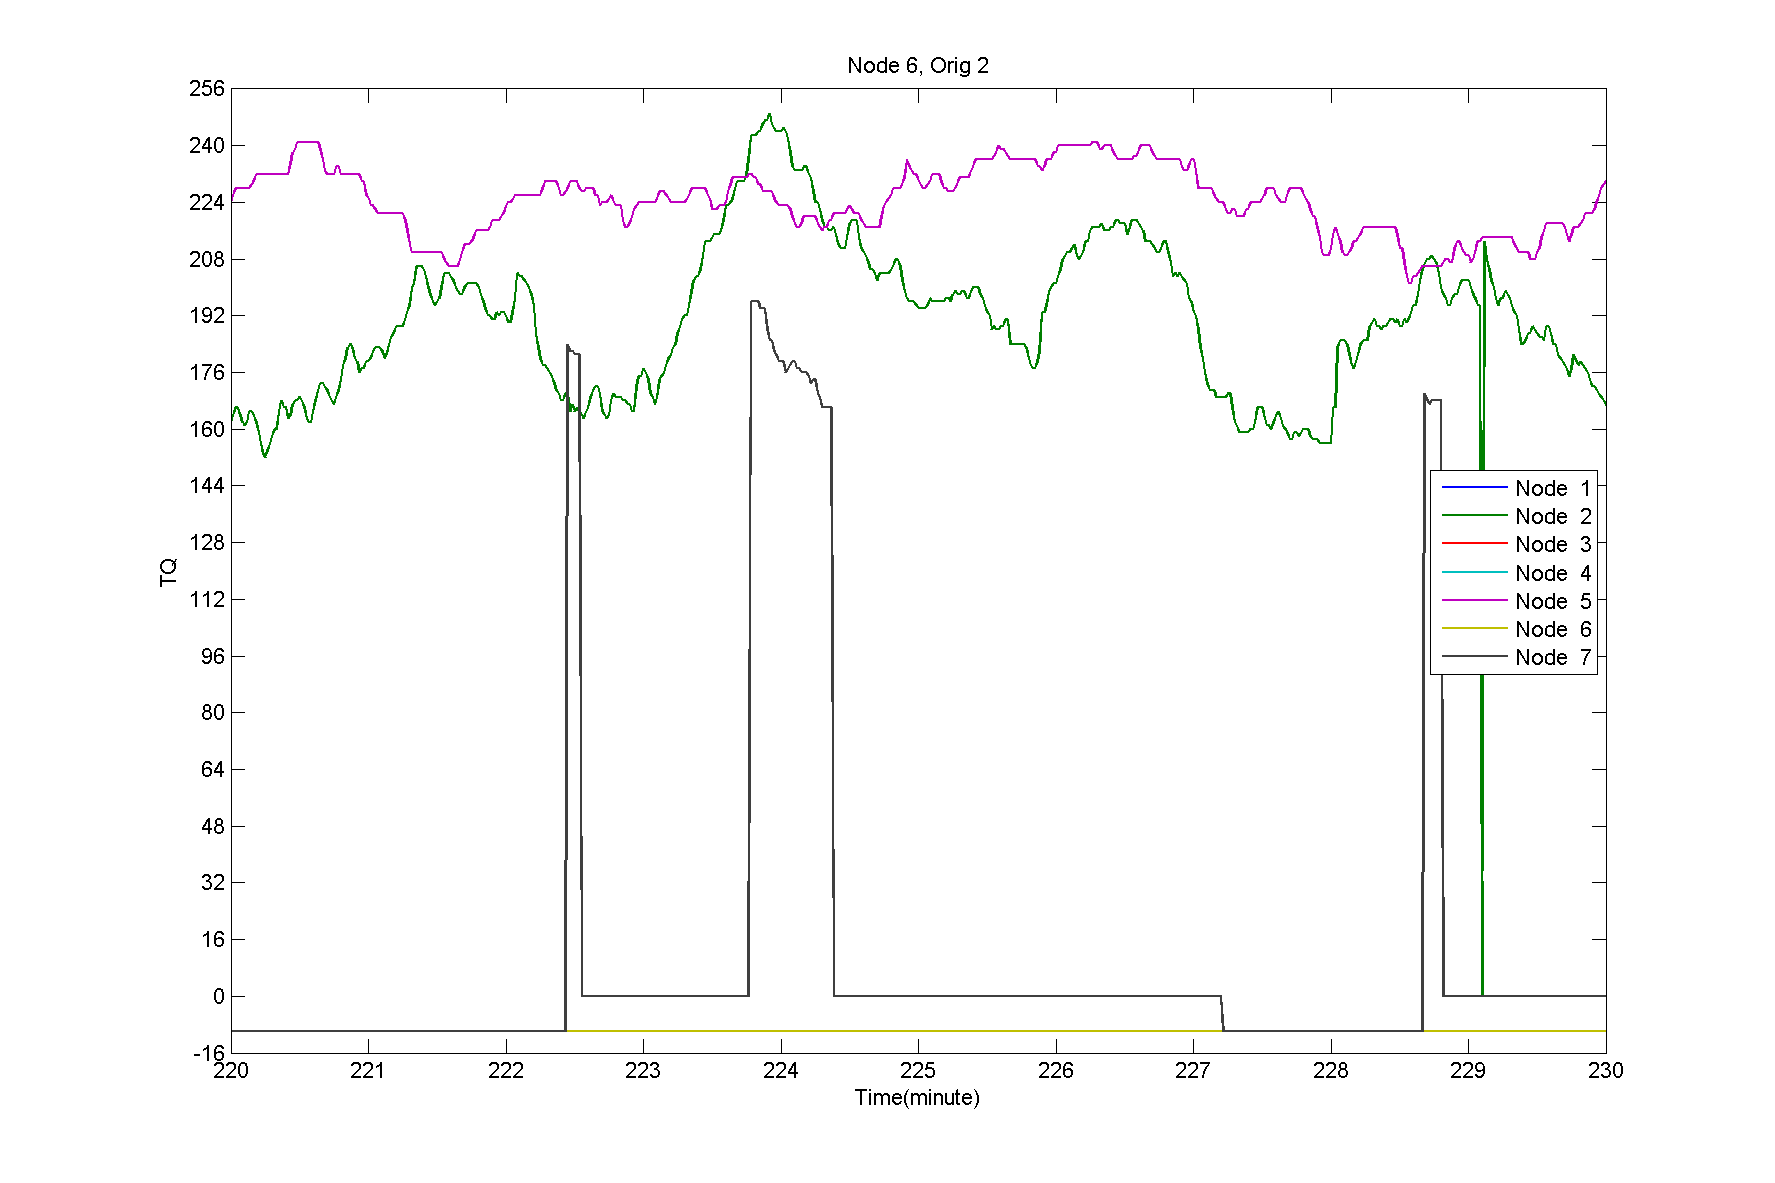 Node 6, Orig 2
256
240
224
208
192
176
160
144
128
112
96
80
64
48
32
16
0
-16
TQ
Node 1
Node 2
Node 3
Node 4
Node 5
Node 6
Node 7
220 221 222 223 224 225 226 227 228 229 230
Time(minute)